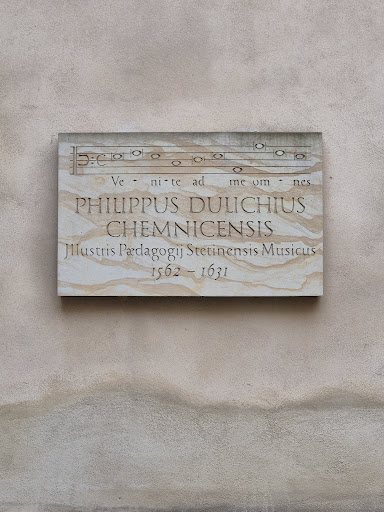 Ve - ni - te ad me om - nes
PHILIPPUS DULICHIUS
CHEMNICENSIS
Jllustris Pædagogij Stetinensis Musicus
1562 – 1631